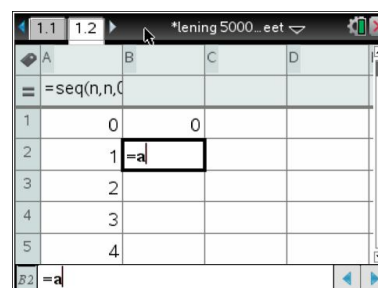 1.1 1.2 *lening 5000...eet
A B C D
= =seq(n,n,0
1 0 0
2 1 =a
3 2
4 3
5 4
B2 =a